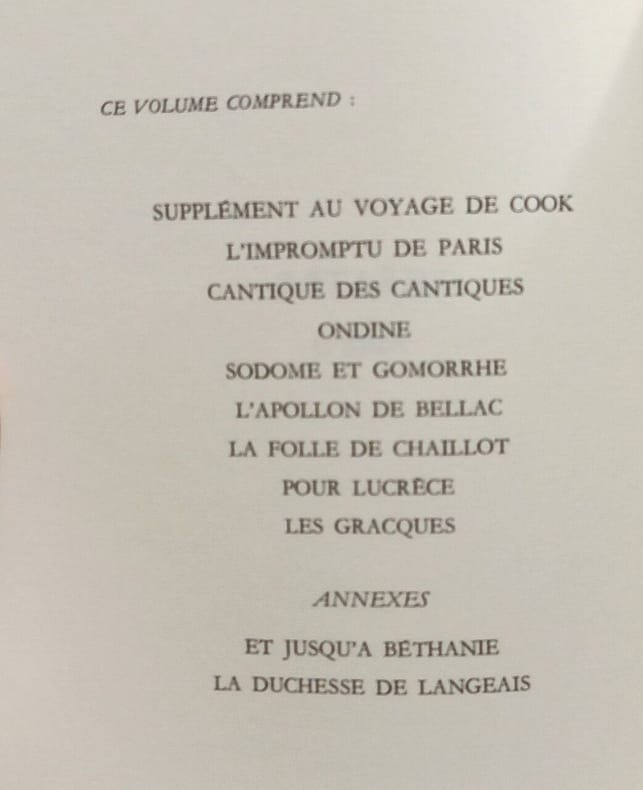 CE VOLUME COMPREND :
SUPPLÉMENT AU VOYAGE DE COOK
L'IMPROMPTU DE PARIS
CANTIQUE DES CANTIQUES
ONDINE
SODOME ET GOMORRHE
L'APOLLON DE BELLAC
LA FOLLE DE CHAILLOT
POUR LUCRÈCE
LES GRACQUES
ANNEXES
ET JUSQU'A BÉTHANIE
LA DUCHESSE DE LANGEAIS